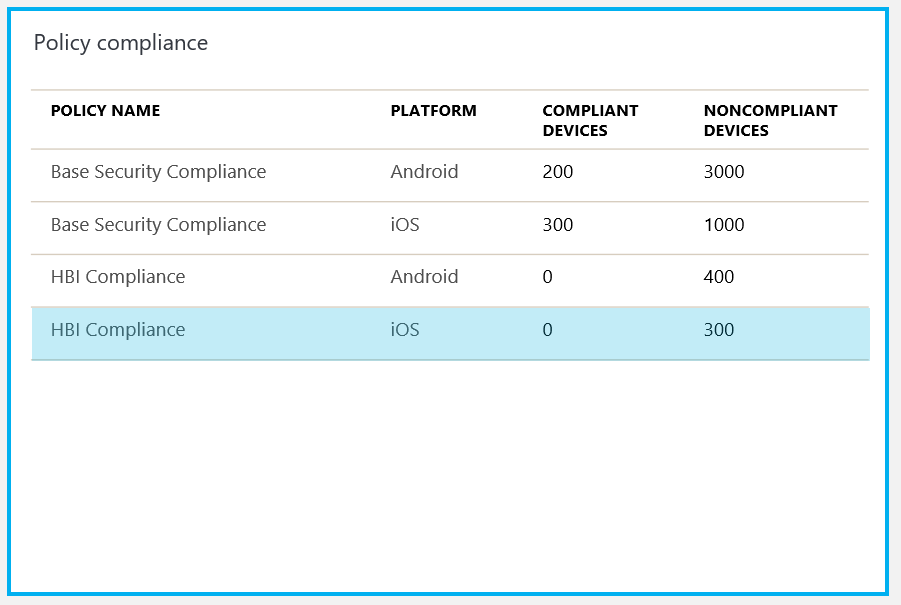 Policy compliance
POLICY NAME PLATFORM COMPLIANT DEVICES NONCOMPLIANT DEVICES
Base Security Compliance Android 200 3000
Base Security Compliance iOS 300 1000
HBI Compliance Android 0 400
HBI Compliance iOS 0 300